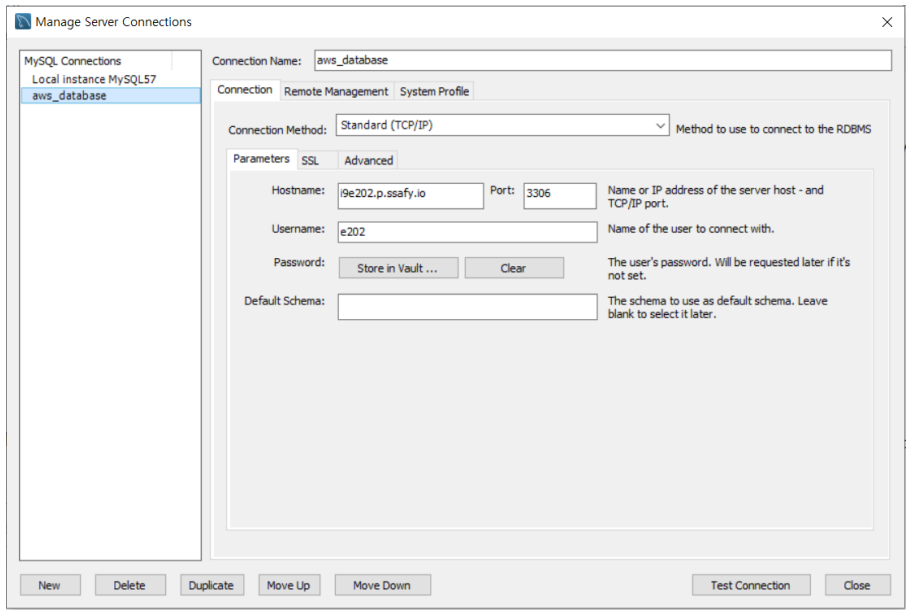 Manage Server Connections
MySQL Connections
Local instance MySQL57
aws_database
Connection Name: aws_database
Connection Remote Management System Profile
Connection Method: Standard (TCP/IP) Method to use to connect to the RDBMS
Parameters SSL Advanced
Hostname: i9e202.p.ssafy.io Port: 3306 Name or IP address of the server host - and
TCP/IP port.
Username: e202 Name of the user to connect with.
Password: Store in Vault ... Clear The user's password. Will be requested later if it's
not set.
Default Schema: The schema to use as default schema. Leave
blank to select it later.
New Delete Duplicate Move Up Move Down Test Connection Close